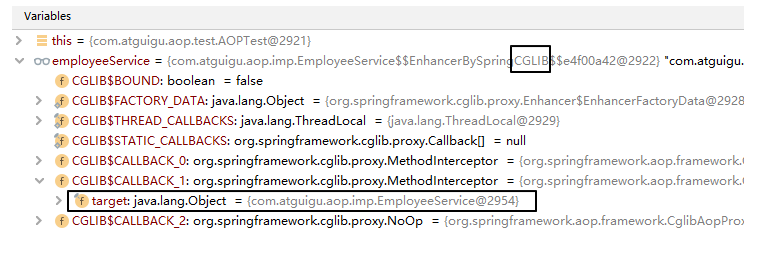 Variables
this = {com.atguigu.aop.test.AOPTest@2921}
employeeService = {com.atguigu.aop.imp.EmployeeService$$EnhancerBySpringCGLIB$$e4f00a42@2922} "com.atguigu.
CGLIB$BOUND: boolean = false
CGLIB$FACTORY_DATA: java.lang.Object = {org.springframework.cglib.proxy.Enhancer$EnhancerFactoryData@2928
CGLIB$THREAD_CALLBACKS: java.lang.ThreadLocal = {java.lang.ThreadLocal@2929}
CGLIB$STATIC_CALLBACKS: org.springframework.cglib.proxy.Callback[] = null
CGLIB$CALLBACK_0: org.springframework.cglib.proxy.MethodInterceptor = {org.springframework.aop.framework.C
CGLIB$CALLBACK_1: org.springframework.cglib.proxy.MethodInterceptor = {org.springframework.aop.framework.C
target: java.lang.Object = {com.atguigu.aop.imp.EmployeeService@2954}
CGLIB$CALLBACK_2: org.springframework.cglib.proxy.NoOp = {org.springframework.aop.framework.CglibAopProx